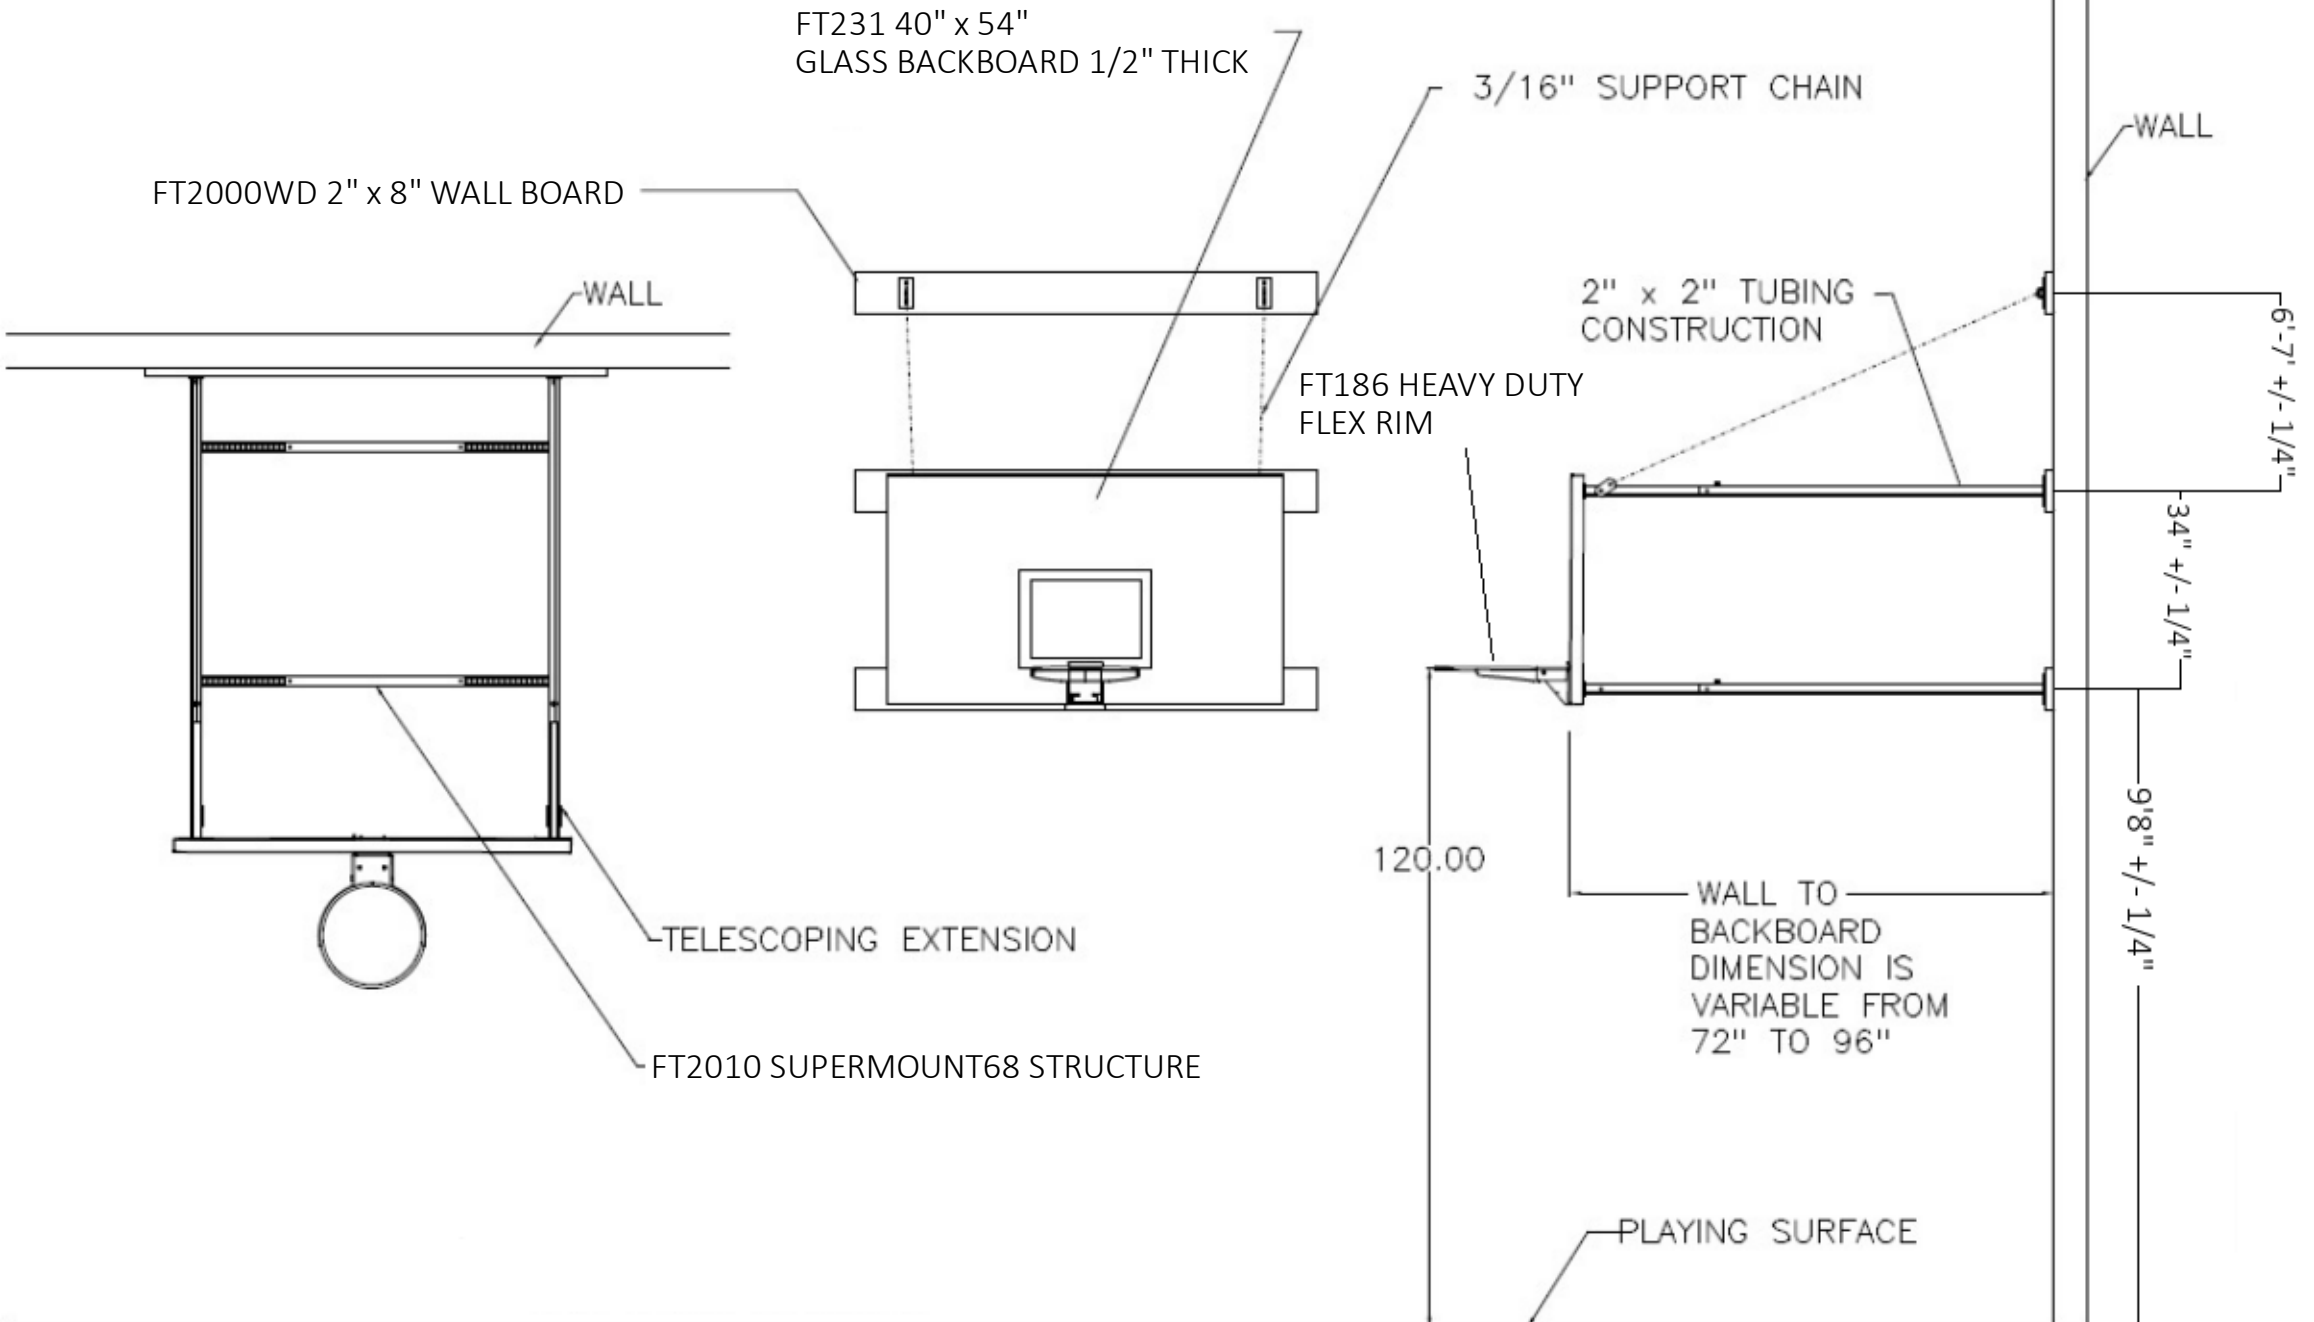 FT231 40" x 54"
GLASS BACKBOARD 1/2" THICK
3/16" SUPPORT CHAIN
WALL
FT2000WD 2" x 8" WALL BOARD
WALL
2" x 2" TUBING
CONSTRUCTION
6'-7' +/- 1/4"
FT186 HEAVY DUTY
FLEX RIM
34" +/- 1/4"
9'8" +/- 1/4"
120.00
WALL TO
BACKBOARD
DIMENSION IS
VARIABLE FROM
72" TO 96"
TELESCOPING EXTENSION
FT2010 SUPERMOUNT68 STRUCTURE
PLAYING SURFACE